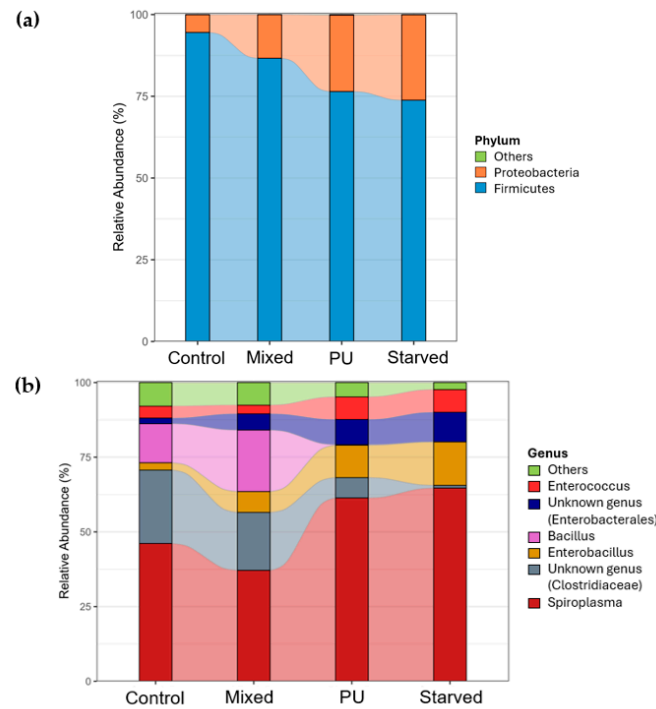 (a)
Relative Abundance (%)
100
75
50
25
0
Control Mixed PU Starved
Phylum
Others
Proteobacteria
Firmicutes
(b)
Relative Abundance (%)
100
75
50
25
0
Control Mixed PU Starved
Genus
Others
Enterococcus
Unknown genus
(Enterobacterales)
Bacillus
Enterobacillus
Unknown genus
(Clostridiaceae)
Spiroplasma